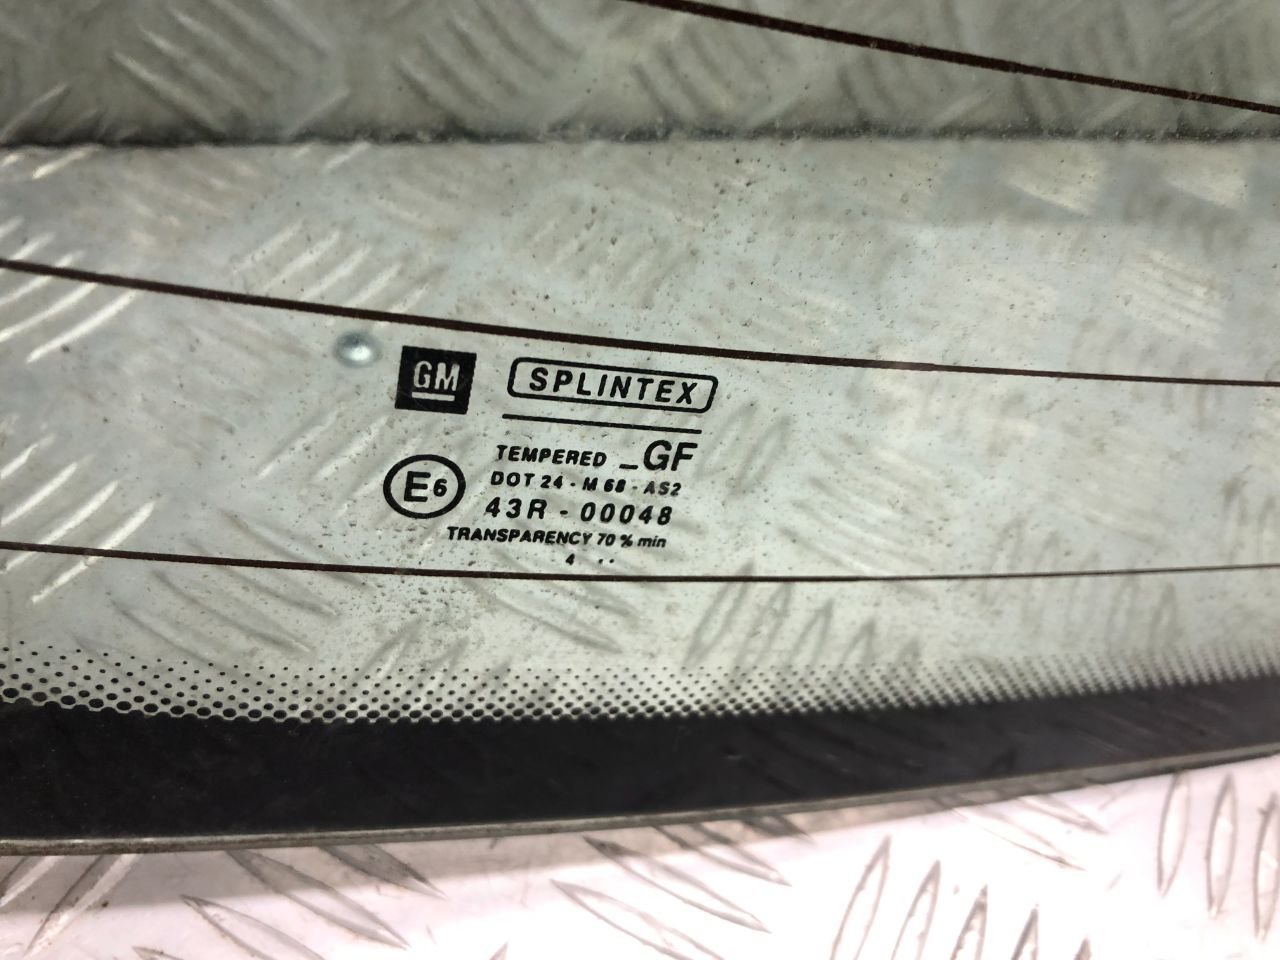 GM
SPLINTEX
TEMPERED _GF
E6
DOT 24 - M 68 - AS2
43R - 00048
TRANSPARENCY 70 % min
4 ..